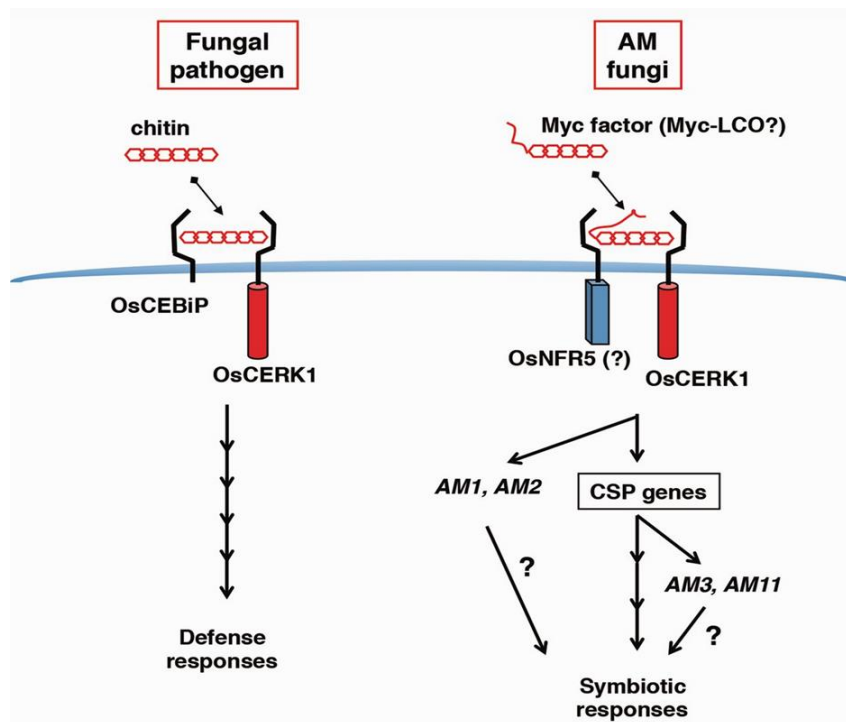 Fungal
pathogen
chitin
OsCEBiP
OsCERK1
Defense
responses
AM
fungi
Myc factor (Myc-LCO?)
OsNFR5 (?)
OsCERK1
AM1, AM2
CSP genes
?
AM3, AM11
?
Symbiotic
responses